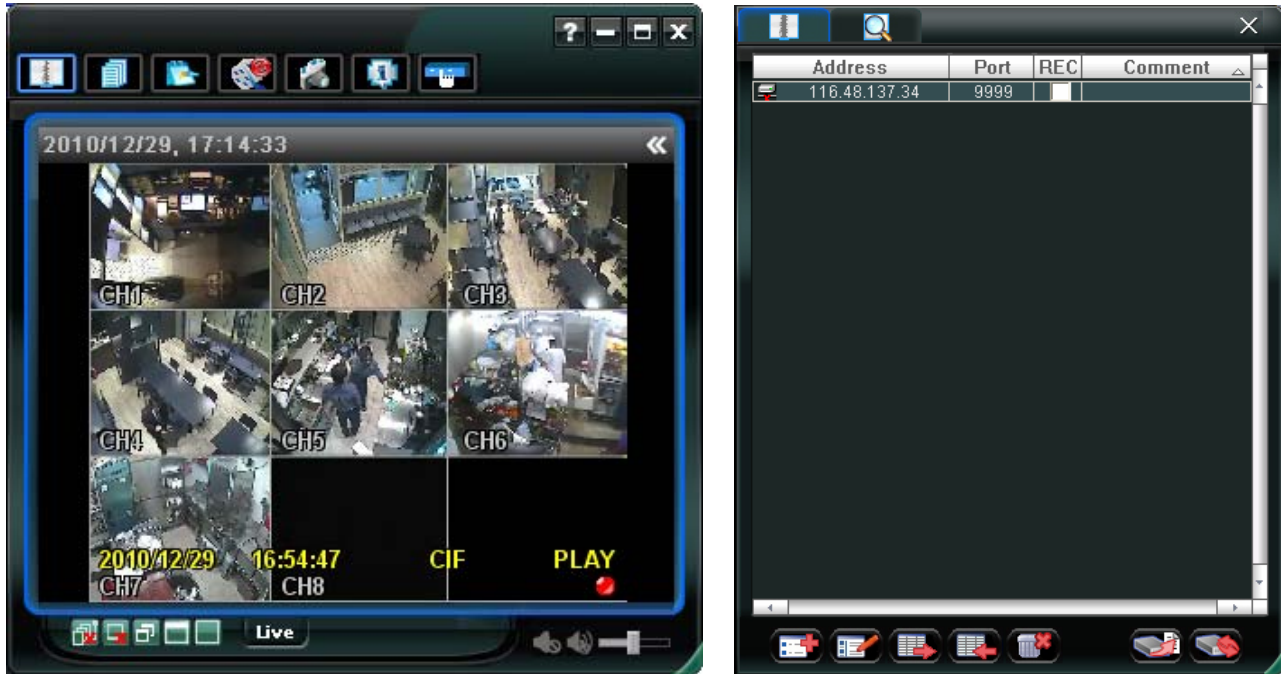 ?
2010/12/29, 17:14:33
CH1 CH2 CH3
CH4 CH5 CH6
2010/12/29 16:54:47 CIF PLAY
CH7 CH8
Live
Address Port REC Comment
116.48.137.34 9999